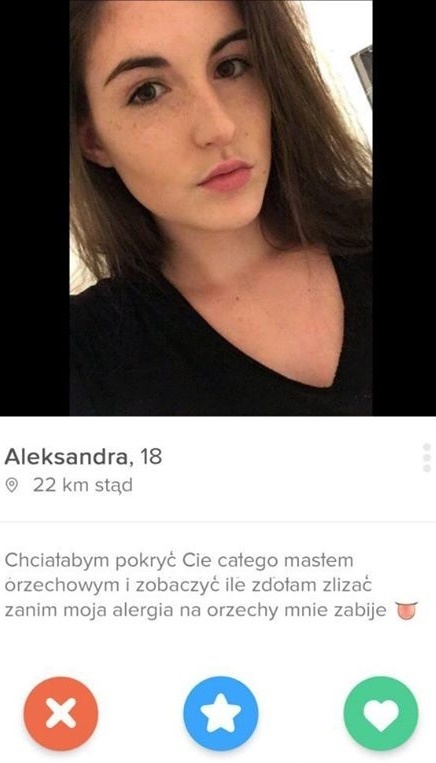 Aleksandra, 18
22 km stąd
Chciałabym pokryć Cie całego masłem
orzechowym i zobaczyć ile zdołam zlizać
zanim moja alergia na orzechy mnie zabije 👅